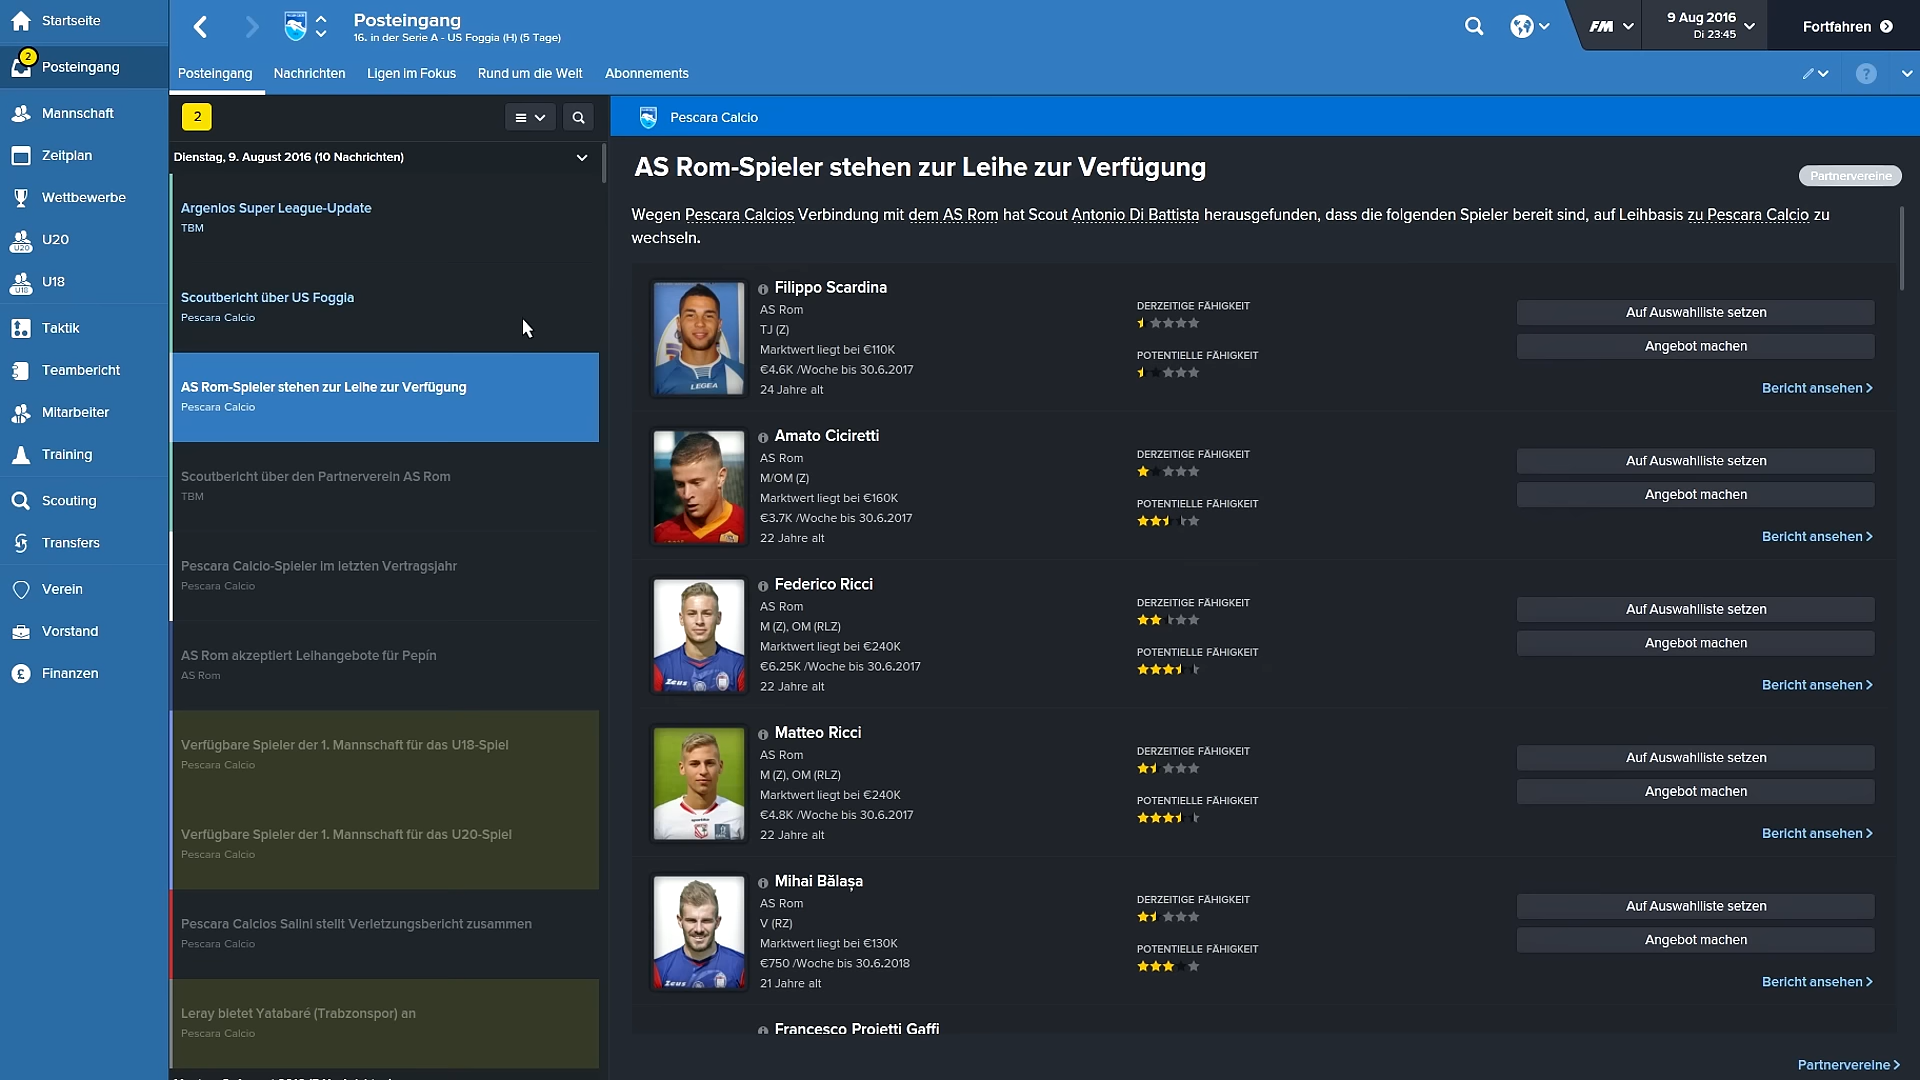 Startseite
2
Posteingang
Mannschaft
Zeitplan
Wettbewerbe
U20
U20
U18
U18
Taktik
Teambericht
Mitarbeiter
Training
Scouting
Transfers
Verein
Vorstand
Finanzen
Posteingang
16. in der Serie A - US Foggia (H) (5 Tage)
FM
9 Aug 2016
Di 23:45
Fortfahren
Posteingang Nachrichten Ligen im Fokus Rund um die Welt Abonnements
?
2
Dienstag, 9. August 2016 (10 Nachrichten)
Argenlos Super League-Update
TBM
Scoutbericht über US Foggia
Pescara Calcio
AS Rom-Spieler stehen zur Leihe zur Verfügung
Pescara Calcio
Scoutbericht über den Partnerverein AS Rom
TBM
Pescara Calcio-Spieler im letzten Vertragsjahr
Pescara Calcio
AS Rom akzeptiert Leihangebote für Pepín
AS Rom
Verfügbare Spieler der 1. Mannschaft für das U18-Spiel
Pescara Calcio
Verfügbare Spieler der 1. Mannschaft für das U20-Spiel
Pescara Calcio
Pescara Calcios Salini stellt Verletzungsbericht zusammen
Pescara Calcio
Leray bietet Yatabaré (Trabzonspor) an
Pescara Calcio
Pescara Calcio
AS Rom-Spieler stehen zur Leihe zur Verfügung
Partnervereine
Wegen Pescara Calcios Verbindung mit dem AS Rom hat Scout Antonio Di Battista herausgefunden, dass die folgenden Spieler bereit sind, auf Leihbasis zu Pescara Calcio zu
wechseln.
Filippo Scardina
AS Rom
TJ (Z)
Marktwert liegt bei €110K
€4.6K /Woche bis 30.6.2017
24 Jahre alt
LEGEA
DERZEITIGE FÄHIGKEIT
POTENTIELLE FÄHIGKEIT
Auf Auswahlliste setzen
Angebot machen
Bericht ansehen
Amato Ciciretti
AS Rom
M/OM (Z)
Marktwert liegt bei €160K
€3.7K /Woche bis 30.6.2017
22 Jahre alt
DERZEITIGE FÄHIGKEIT
POTENTIELLE FÄHIGKEIT
Auf Auswahlliste setzen
Angebot machen
Bericht ansehen
Federico Ricci
AS Rom
M (Z), OM (RLZ)
Marktwert liegt bei €240K
€6.25K /Woche bis 30.6.2017
22 Jahre alt
Zeus
DERZEITIGE FÄHIGKEIT
POTENTIELLE FÄHIGKEIT
Auf Auswahlliste setzen
Angebot machen
Bericht ansehen
Matteo Ricci
AS Rom
M (Z), OM (RLZ)
Marktwert liegt bei €240K
€4.8K /Woche bis 30.6.2017
22 Jahre alt
DERZEITIGE FÄHIGKEIT
POTENTIELLE FÄHIGKEIT
Auf Auswahlliste setzen
Angebot machen
Bericht ansehen
Mihai Bălașa
AS Rom
V (RZ)
Marktwert liegt bei €130K
€750 /Woche bis 30.6.2018
21 Jahre alt
Zeus
DERZEITIGE FÄHIGKEIT
POTENTIELLE FÄHIGKEIT
Auf Auswahlliste setzen
Angebot machen
Bericht ansehen
Francesco Proietti Gaffi
Partnervereine